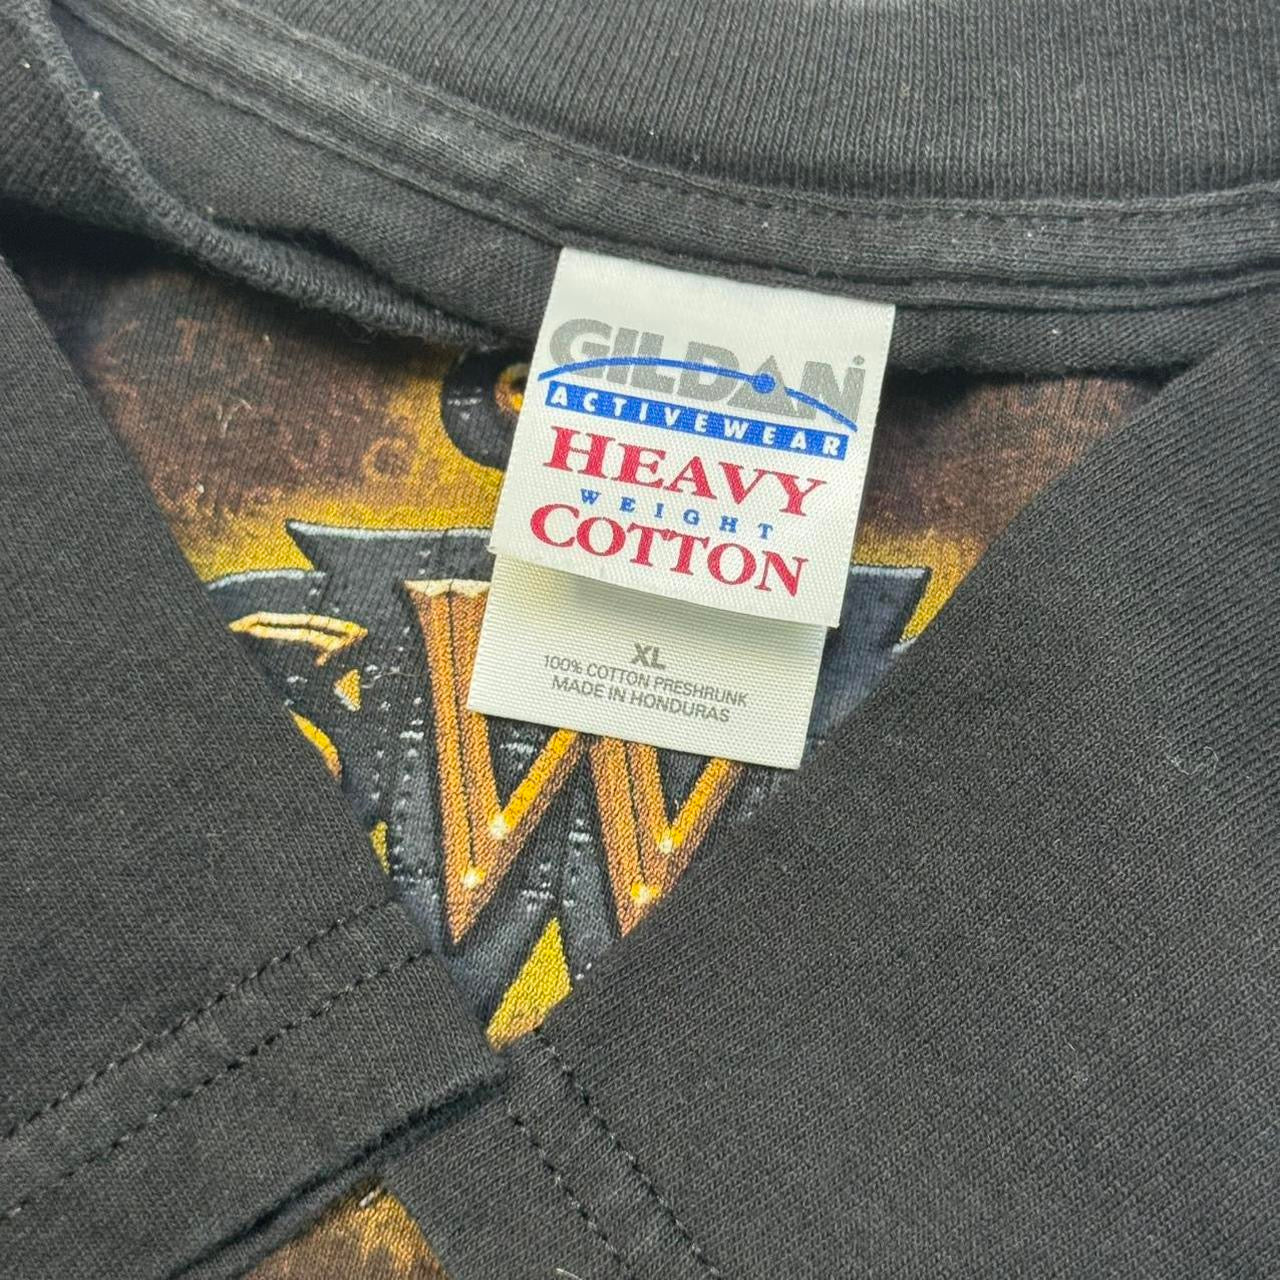 GILDAN®
ACTIVEWEAR
HEAVY
WEIGHT
COTTON
XL
100% COTTON PRESHRUNK
MADE IN HONDURAS
W